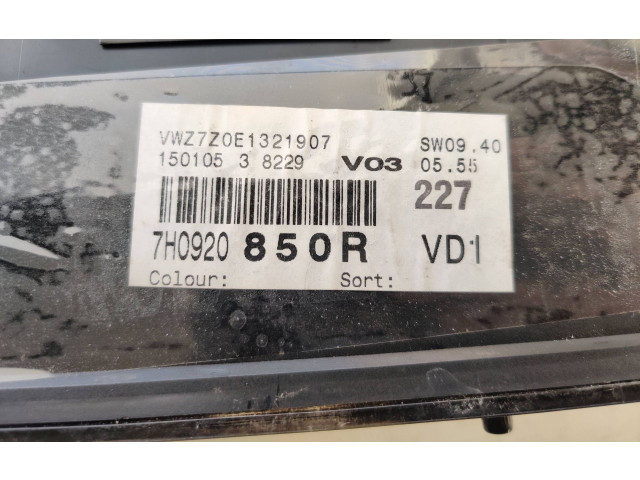 VWZ7Z0E1321907 SW09.40
150105 3 8229 V03 05.55
227
7H0920 850R VD1
Colour: Sort: